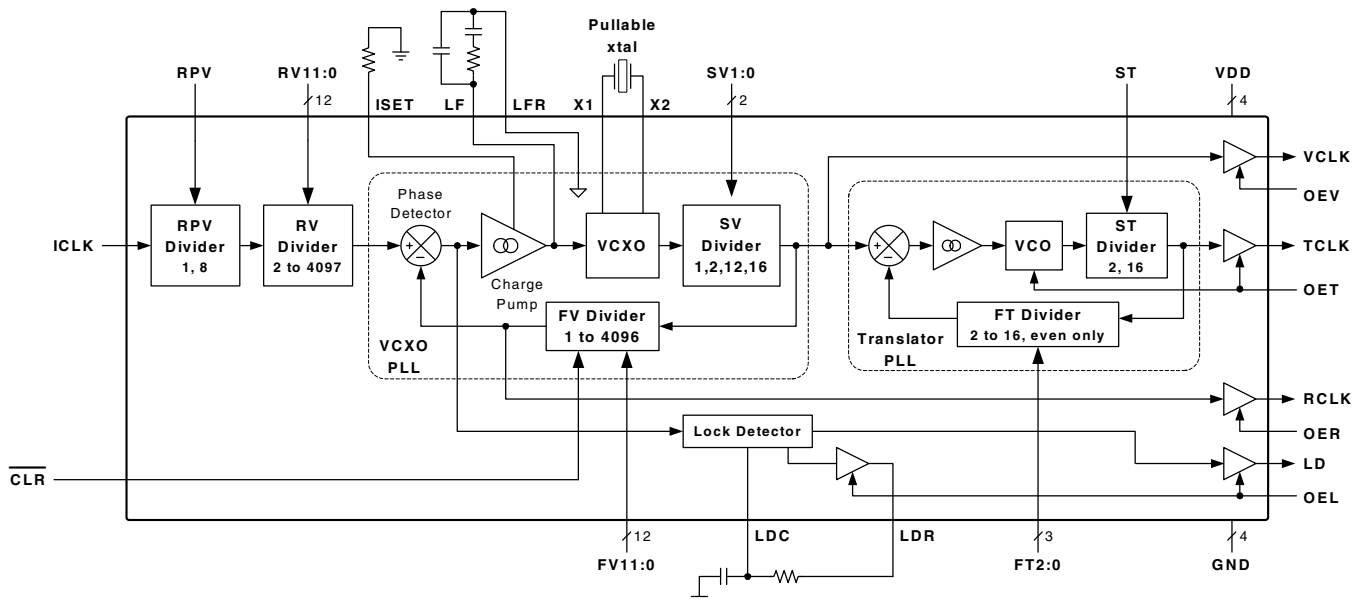 Pullable
xtal
RPV
RV11:0
12
ISET
LF
LFR
X1
X2
SV1:0
2
ST
VDD
4
VCLK
OEV
Phase
Detector
ICLK
RPV
Divider
1, 8
RV
Divider
2 to 4097
+
−
Charge
Pump
VCXO
SV
Divider
1,2,12,16
+
−
VCO
ST
Divider
2, 16
TCLK
OET
FV Divider
1 to 4096
VCXO
PLL
FT Divider
2 to 16, even only
Translator
PLL
RCLK
OER
Lock Detector
LD
OEL
CLR
12
FV11:0
LDC
LDR
3
FT2:0
4
GND